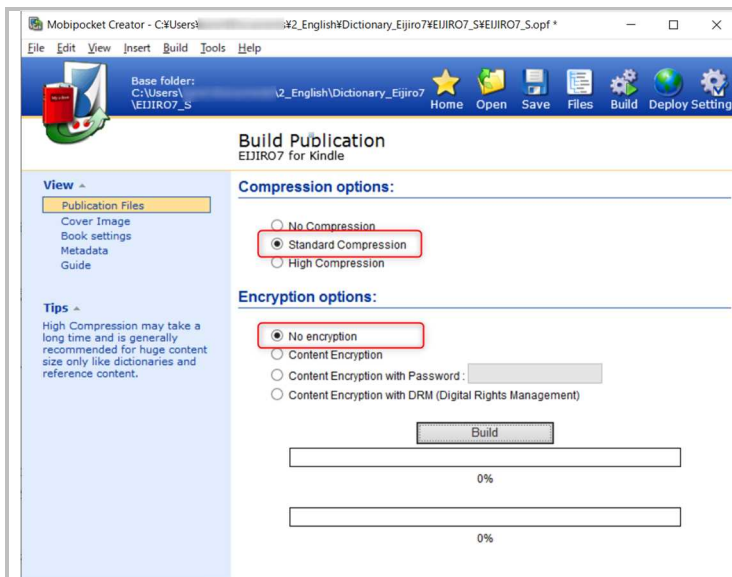 Mobipocket Creator - C:¥Users¥ ¥2_English¥Dictionary_Eijiro7¥EIJIRO7_S¥EIJIRO7_S.opf *
File Edit View Insert Build Tools Help
Base folder:
C:\Users\ \2_English\Dictionary_Eijiro7
\EIJIRO7_S
Home Open Save Files Build Deploy Setting
Build Publication
EIJIRO7 for Kindle
View
Publication Files
Cover Image
Book settings
Metadata
Guide
Tips
High Compression may take a
long time and is generally
recommended for huge content
size only like dictionaries and
reference content.
Compression options:
No Compression
Standard Compression
High Compression
Encryption options:
No encryption
Content Encryption
Content Encryption with Password :
Content Encryption with DRM (Digital Rights Management)
Build
0%
0%